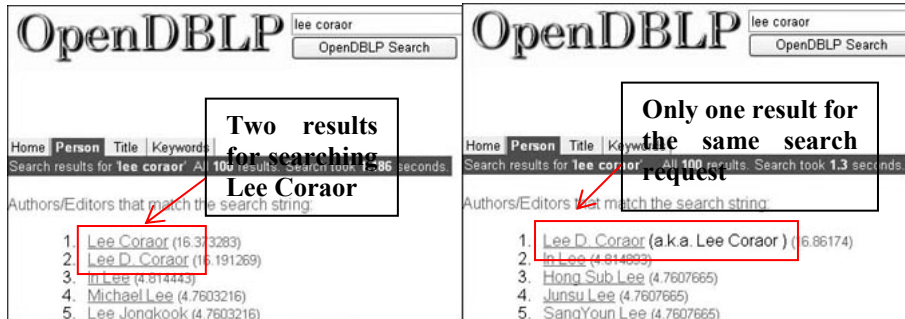 OpenDBLP
lee coraor
OpenDBLP Search
Two results for searching Lee Coraor
Home Person Title Keywords
Search results for 'lee coraor' All 100 results. Search took 86 seconds.
Authors/Editors that match the search string:
1. Lee Coraor (16.373283)
2. Lee D. Coraor (16.191269)
3. In Lee (4.814443)
4. Michael Lee (4.7603216)
5. Lee Jongkook (4.7603216)
OpenDBLP
lee coraor
OpenDBLP Search
Only one result for the same search request
Home Person Title Keywords
Search results for 'lee coraor' ... All 100 results. Search took 1.3 seconds.
Authors/Editors that match the search string:
1. Lee D. Coraor (a.k.a. Lee Coraor ) (16.86174)
2. In Lee (4.814893)
3. Hong Sub Lee (4.7607665)
4. Junsu Lee (4.7607665)
5. SangYoun Lee (4.7607665)